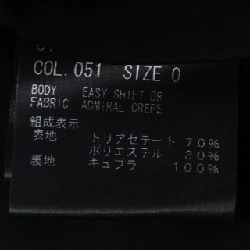 COL. 051 SIZE 0
BODY EASY SHIFT DR
FABRIC ADMIRAL CREPE
組成表示
表地 トリアセテート 70%
ポリエステル 30%
裏地 キュプラ 100%